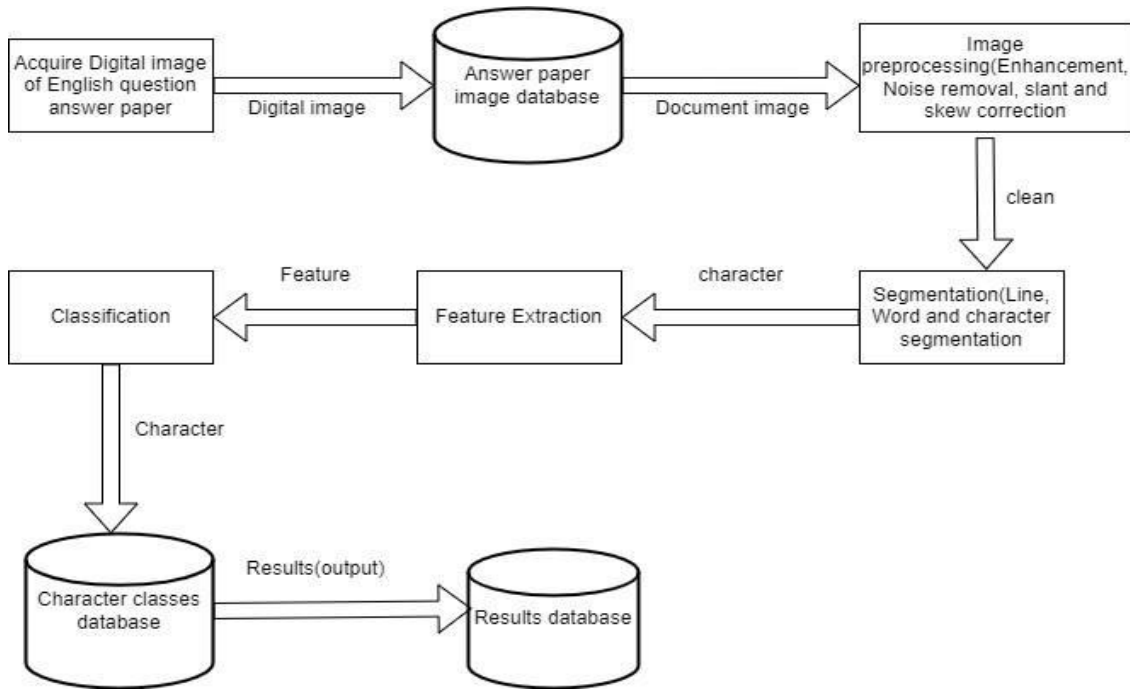 Acquire Digital image
of English question
answer paper
Digital image
Answer paper
image database
Document image
Image
preprocessing(Enhancement,
Noise removal, slant and
skew correction
clean
Segmentation(Line,
Word and character
segmentation
character
Feature Extraction
Feature
Classification
Character
Character classes
database
Results(output)
Results database